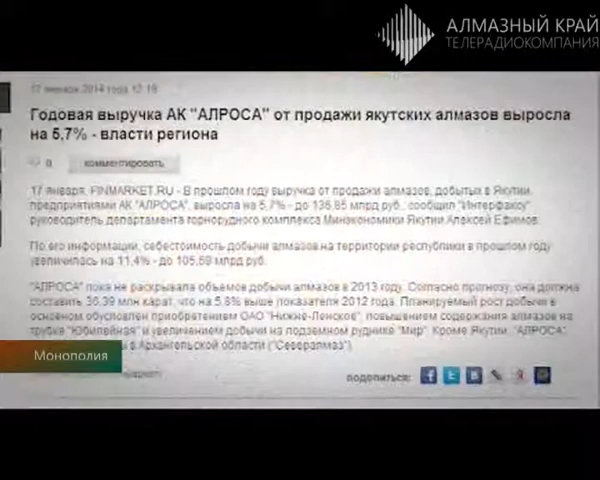 АЛМАЗНЫЙ КРАЙ
ТЕЛЕРАДИОКОМПАНИЯ
17 января 2014 года 12:18
Годовая выручка АК "АЛРОСА" от продажи якутских алмазов выросла
на 5,7% - власти региона
0 комментировать
17 января. FINMARKET.RU - В прошлом году выручка от продажи алмазов, добытых в Якутии,
предприятиями АК "АЛРОСА", выросла на 5,7% - до 136,85 млрд руб., сообщил "Интерфаксу"
руководитель департамента горнорудного комплекса Минэкономики Якутии Алексей Ефимов.
По его информации, себестоимость добычи алмазов на территории республики в прошлом году
увеличилась на 11,4% - до 105,59 млрд руб.
"АЛРОСА" пока не раскрывала объемов добычи алмазов в 2013 году. Согласно прогнозу, она должна
составить 36,39 млн карат, что на 5,8% выше показателя 2012 года. Планируемый рост добычи в
основном обусловлен приобретением ОАО "Нижне-Ленское", повышением содержания алмазов на
трубке "Юбилейная" и увеличением добычи на подземном руднике "Мир". Кроме Якутии, "АЛРОСА"
в Архангельской области ("Севералмаз").
Монополия
поделиться: